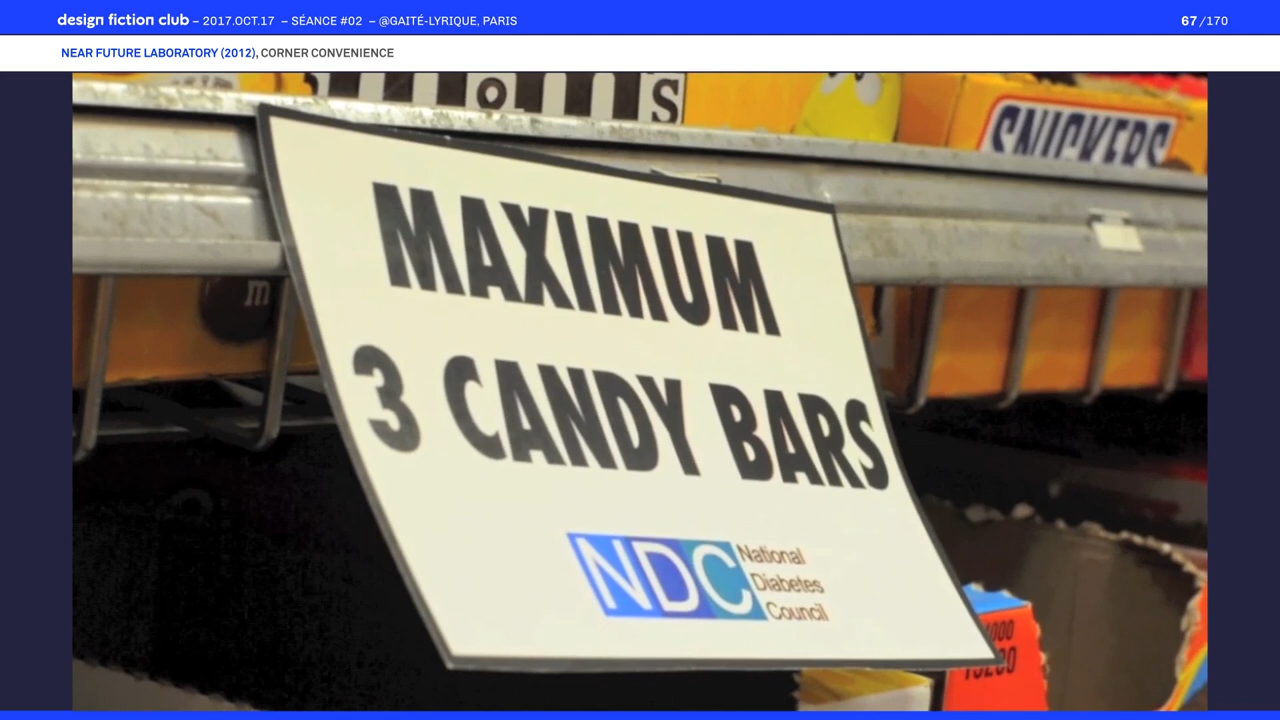 design fiction club – 2017.OCT.17 – SÉANCE #02 – @GAITÉ-LYRIQUE, PARIS
67/170
NEAR FUTURE LABORATORY (2012), CORNER CONVENIENCE
SNICKERS
MAXIMUM
m
3 CANDY BARS
NDC National
Diabetes
Council